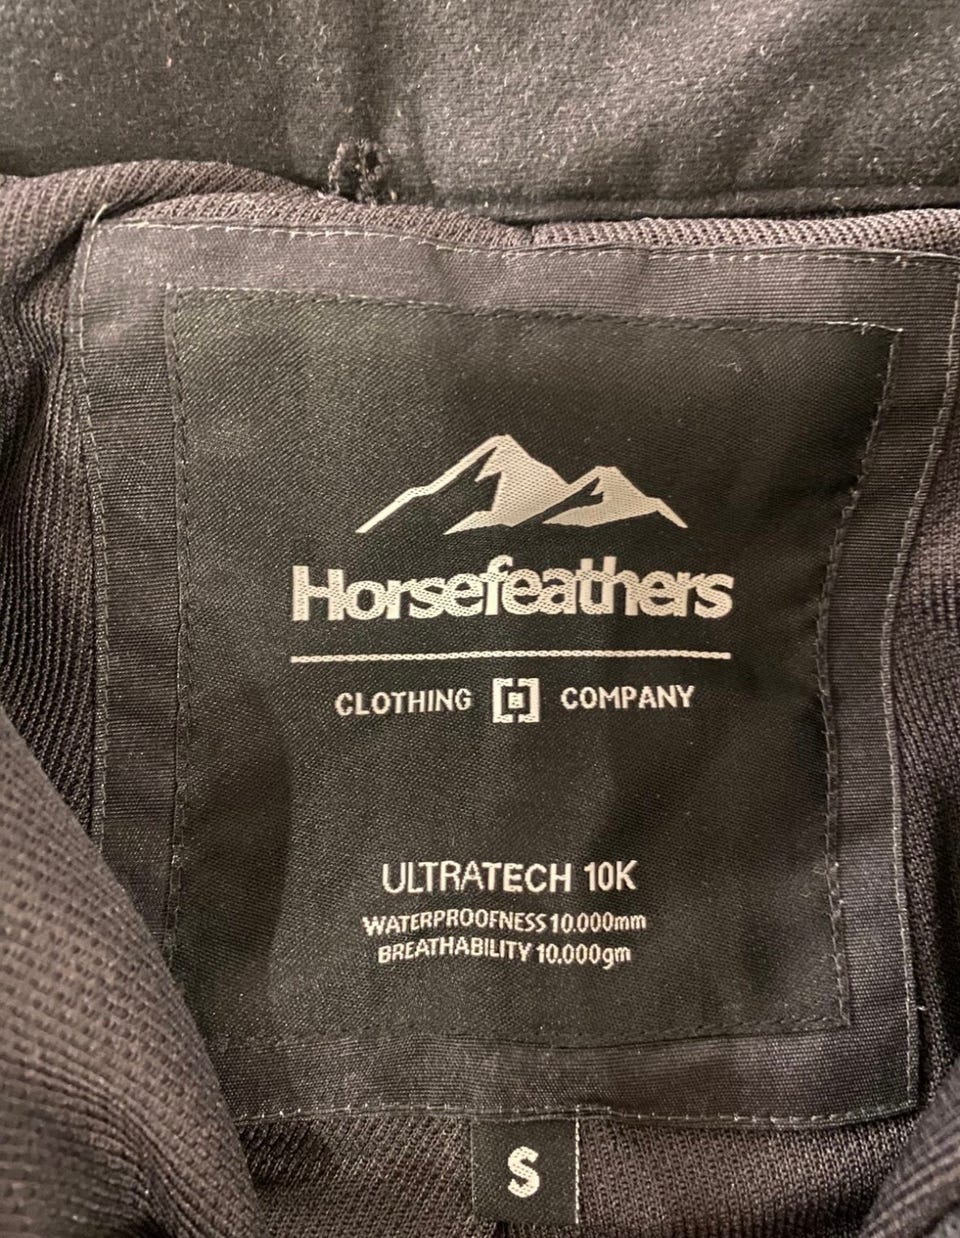 Horsefeathers
CLOTHING COMPANY
ULTRATECH 10K
WATERPROOFNESS 10.000mm
BREATHABILITY 10.000gm
S